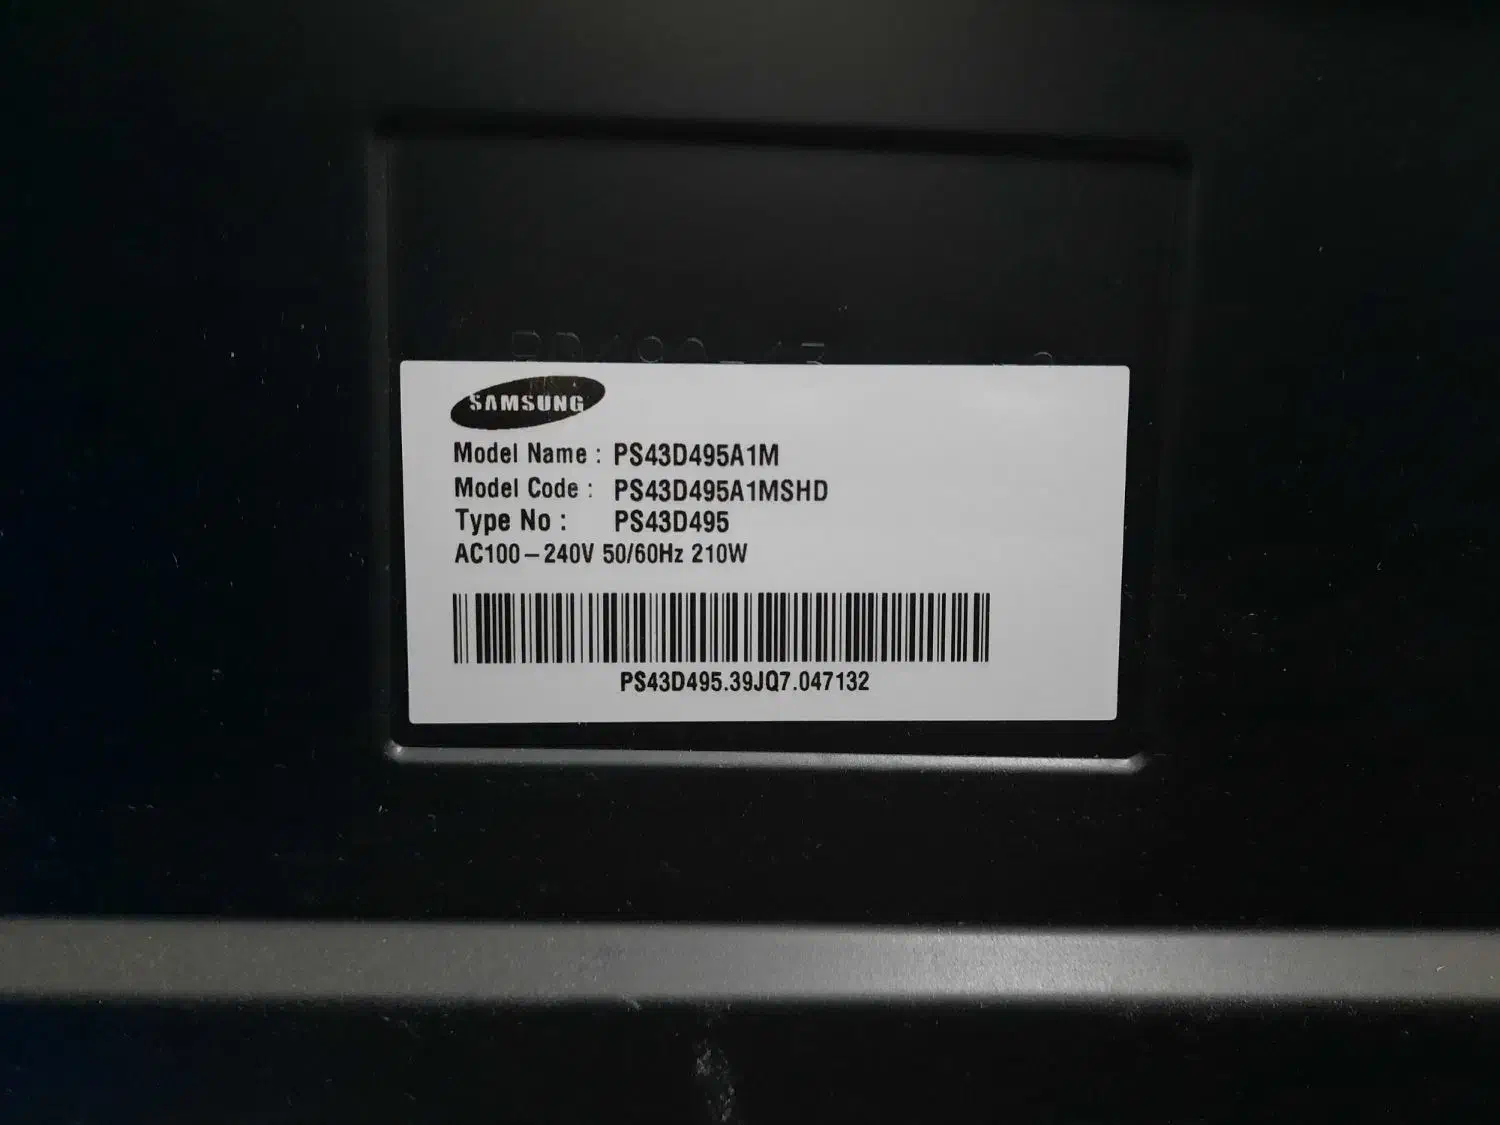 SAMSUNG
Model Name : PS43D495A1M
Model Code : PS43D495A1MSHD
Type No : PS43D495
AC100-240V 50/60Hz 210W
PS43D495.39JQ7.047132